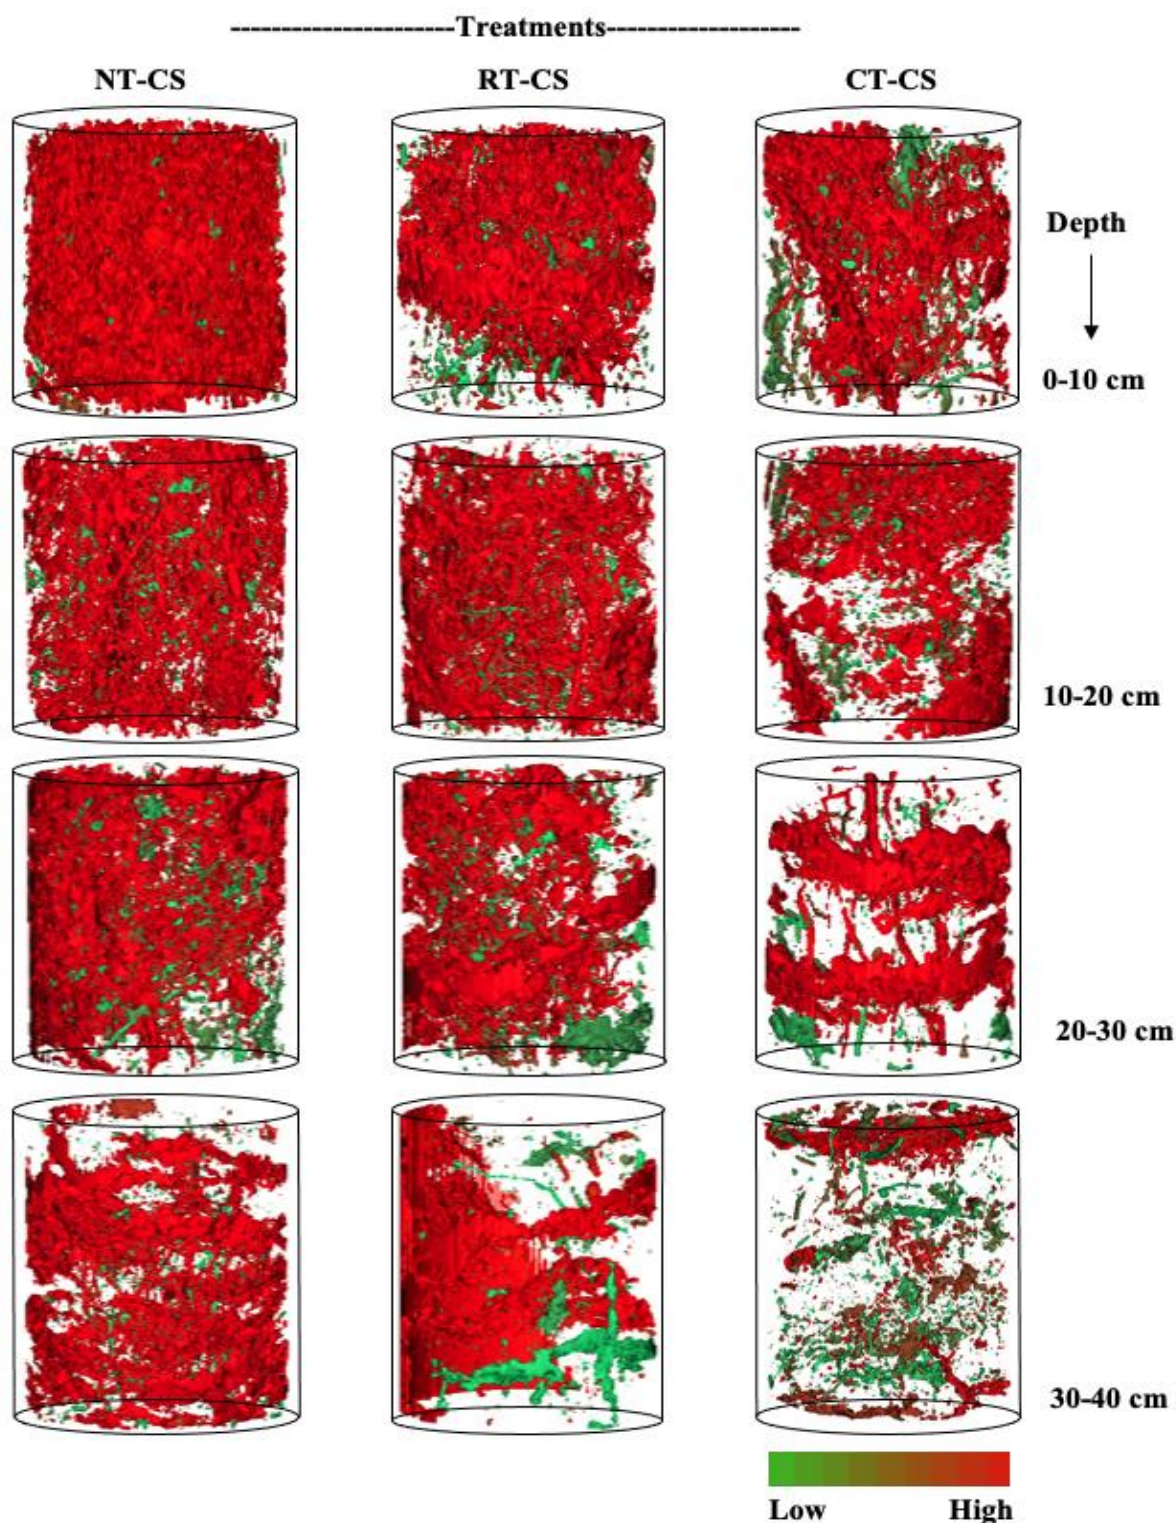 ----------------------Treatments-------------------
NT-CS RT-CS CT-CS
Depth
0-10 cm
10-20 cm
20-30 cm
30-40 cm
Low High